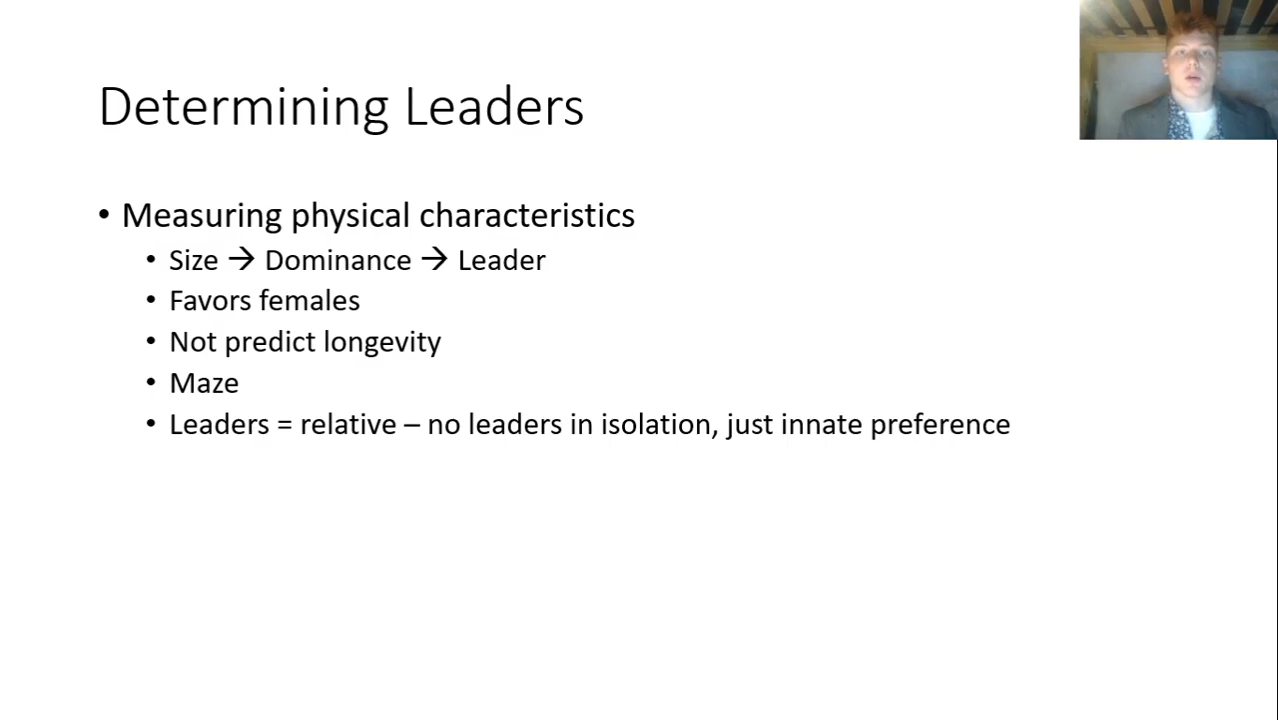 Determining Leaders
• Measuring physical characteristics
• Size → Dominance → Leader
• Favors females
• Not predict longevity
• Maze
• Leaders = relative – no leaders in isolation, just innate preference